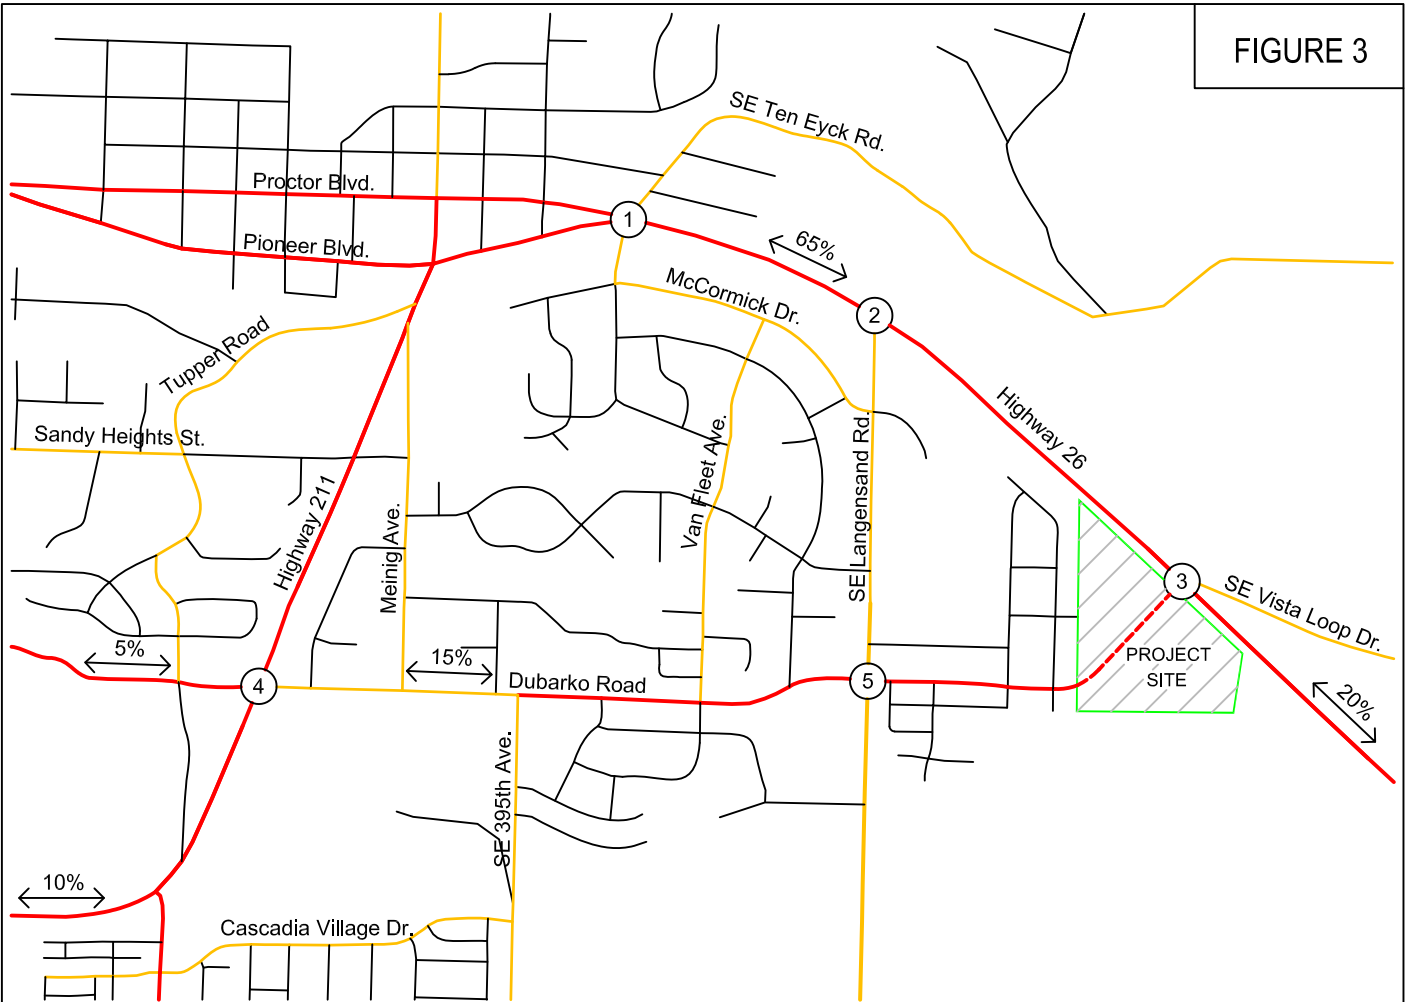 FIGURE 3
SE Ten Eyck Rd.
Proctor Blvd.
1
Pioneer Blvd.
65%
McCormick Dr.
2
Tupper Road
Highway 26
Sandy Heights St.
SE Langensand Rd.
Van Fleet Ave.
Highway 211
Meinig Ave.
3
SE Vista Loop Dr.
5%
15%
PROJECT
SITE
4
Dubarko Road
5
20%
SE 395th Ave.
10%
Cascadia Village Dr.